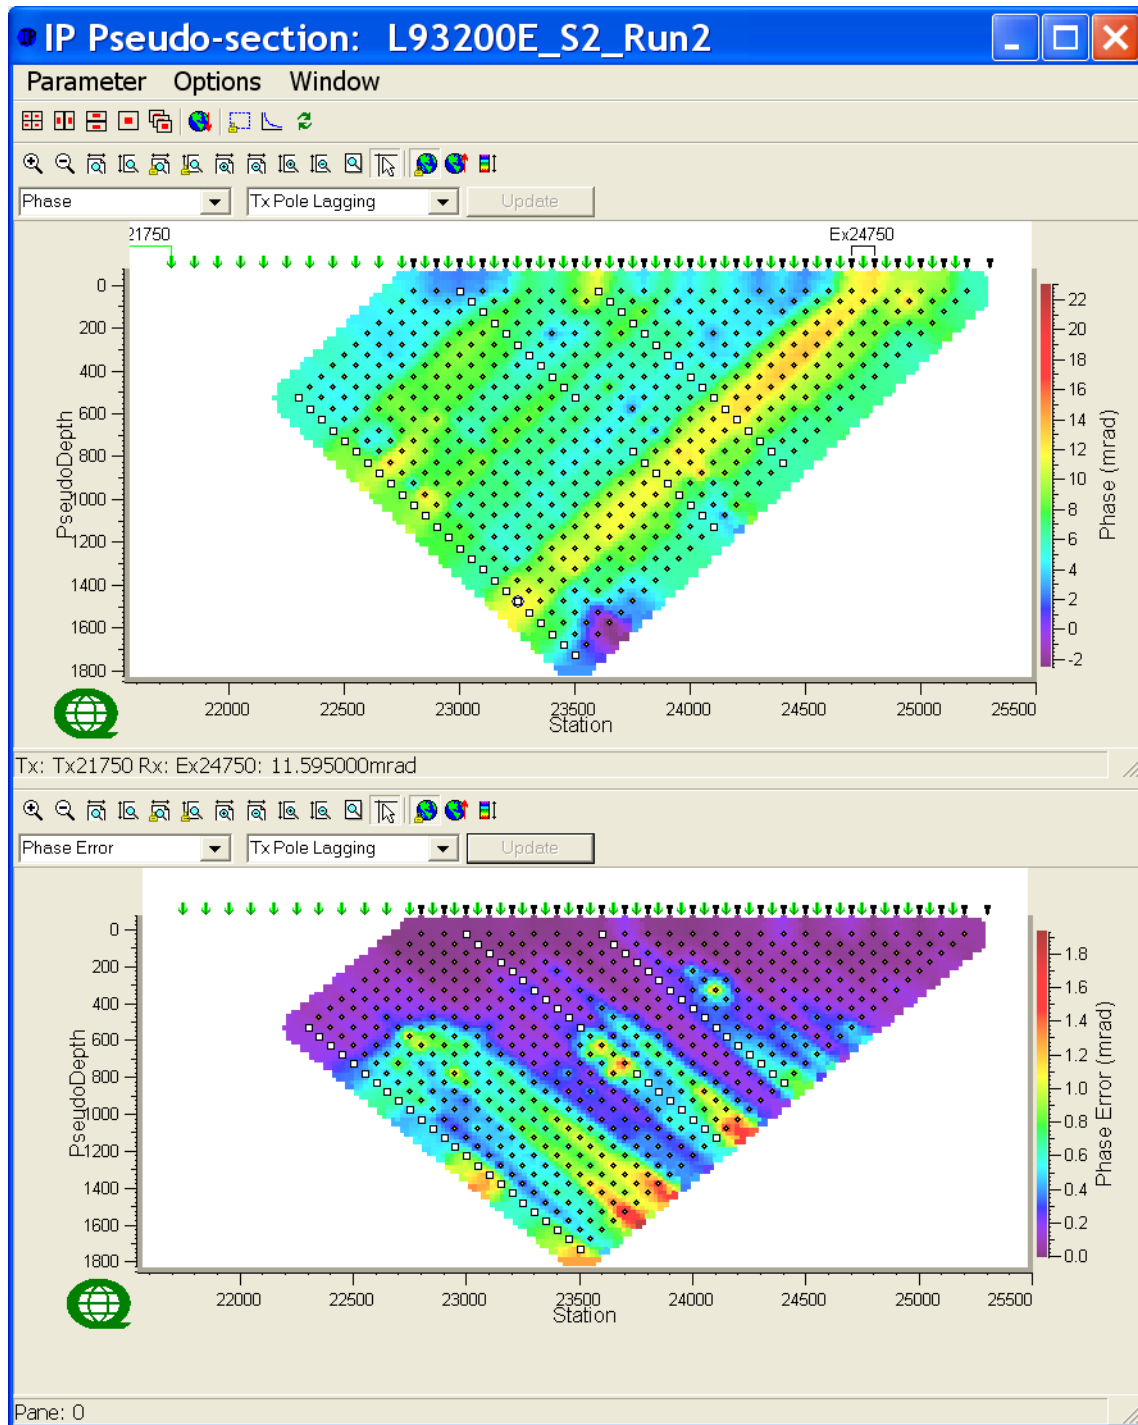 IP Pseudo-section: L93200E_S2_Run2
Parameter Options Window
Phase Tx Pole Lagging Update
21750 Ex24750
0
200
400
600
800
1000
1200
1400
1600
1800
PseudoDepth
22000 22500 23000 23500 24000 24500 25000 25500
Station
22
20
18
16
14
12
10
8
6
4
2
0
-2
Phase (mrad)
Tx: Tx21750 Rx: Ex24750: 11.595000mrad
Phase Error Tx Pole Lagging Update
0
200
400
600
800
1000
1200
1400
1600
1800
PseudoDepth
22000 22500 23000 23500 24000 24500 25000 25500
Station
1.8
1.6
1.4
1.2
1.0
0.8
0.6
0.4
0.2
0.0
Phase Error (mrad)
Pane: 0